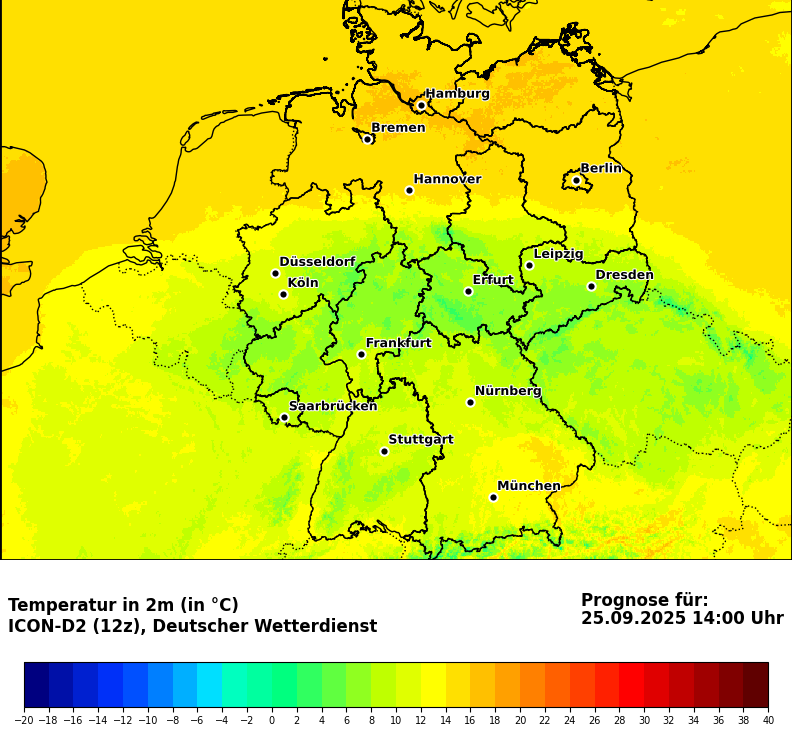 Hamburg
Bremen
Berlin
Hannover
Leipzig
Düsseldorf
Dresden
Köln
Erfurt
Frankfurt
Nürnberg
Saarbrücken
Stuttgart
München
Temperatur in 2m (in °C)
ICON-D2 (12z), Deutscher Wetterdienst
Prognose für:
25.09.2025 14:00 Uhr
−20 −18 −16 −14 −12 −10 −8 −6 −4 −2 0 2 4 6 8 10 12 14 16 18 20 22 24 26 28 30 32 34 36 38 40